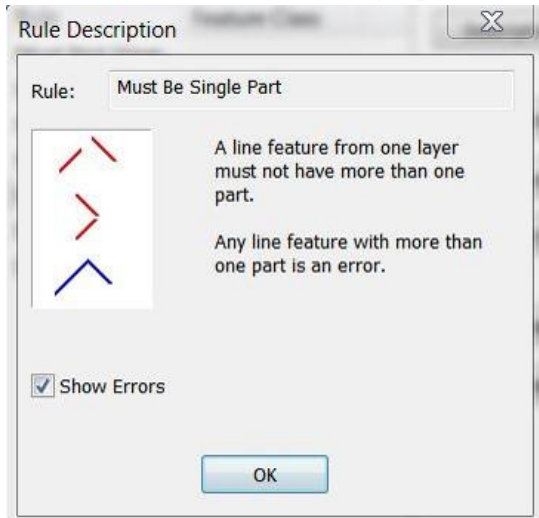 Rule Description
Rule: Must Be Single Part
A line feature from one layer
must not have more than one
part.
Any line feature with more than
one part is an error.
Show Errors
OK